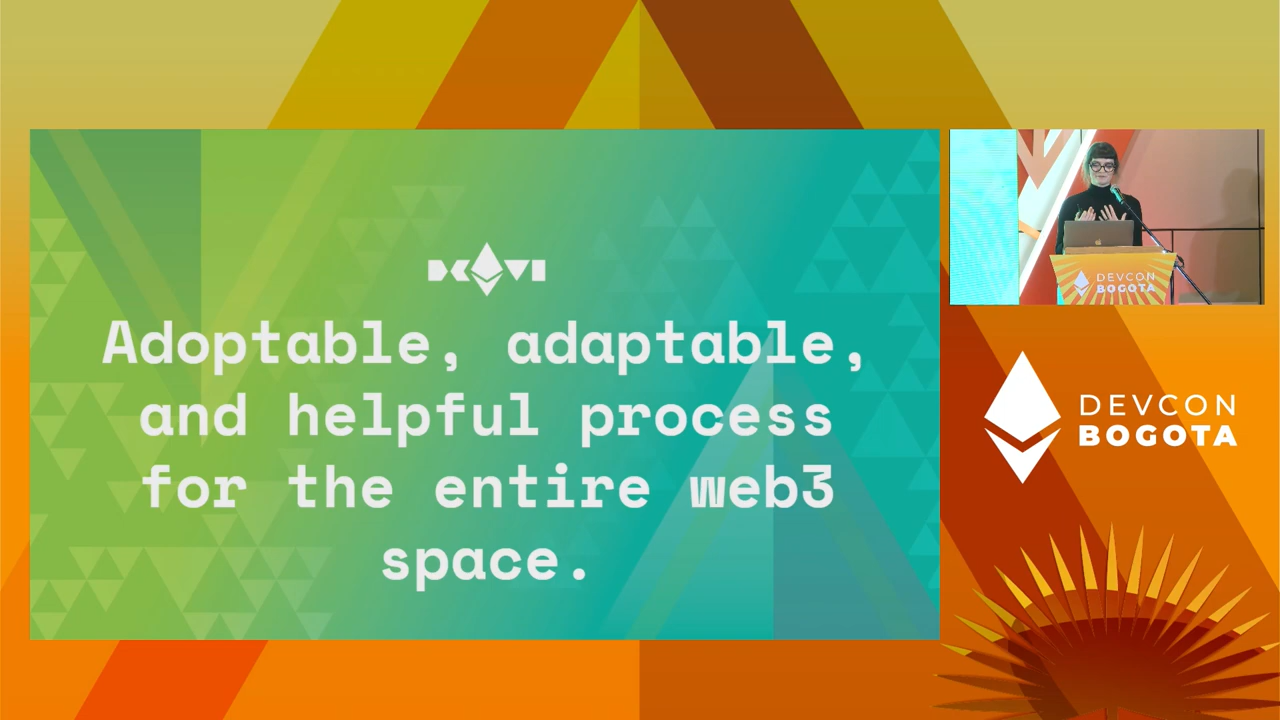 Adoptable, adaptable,
and helpful process
for the entire web3
space.
DEVCON
BOGOTA
DEVCON
BOGOTA